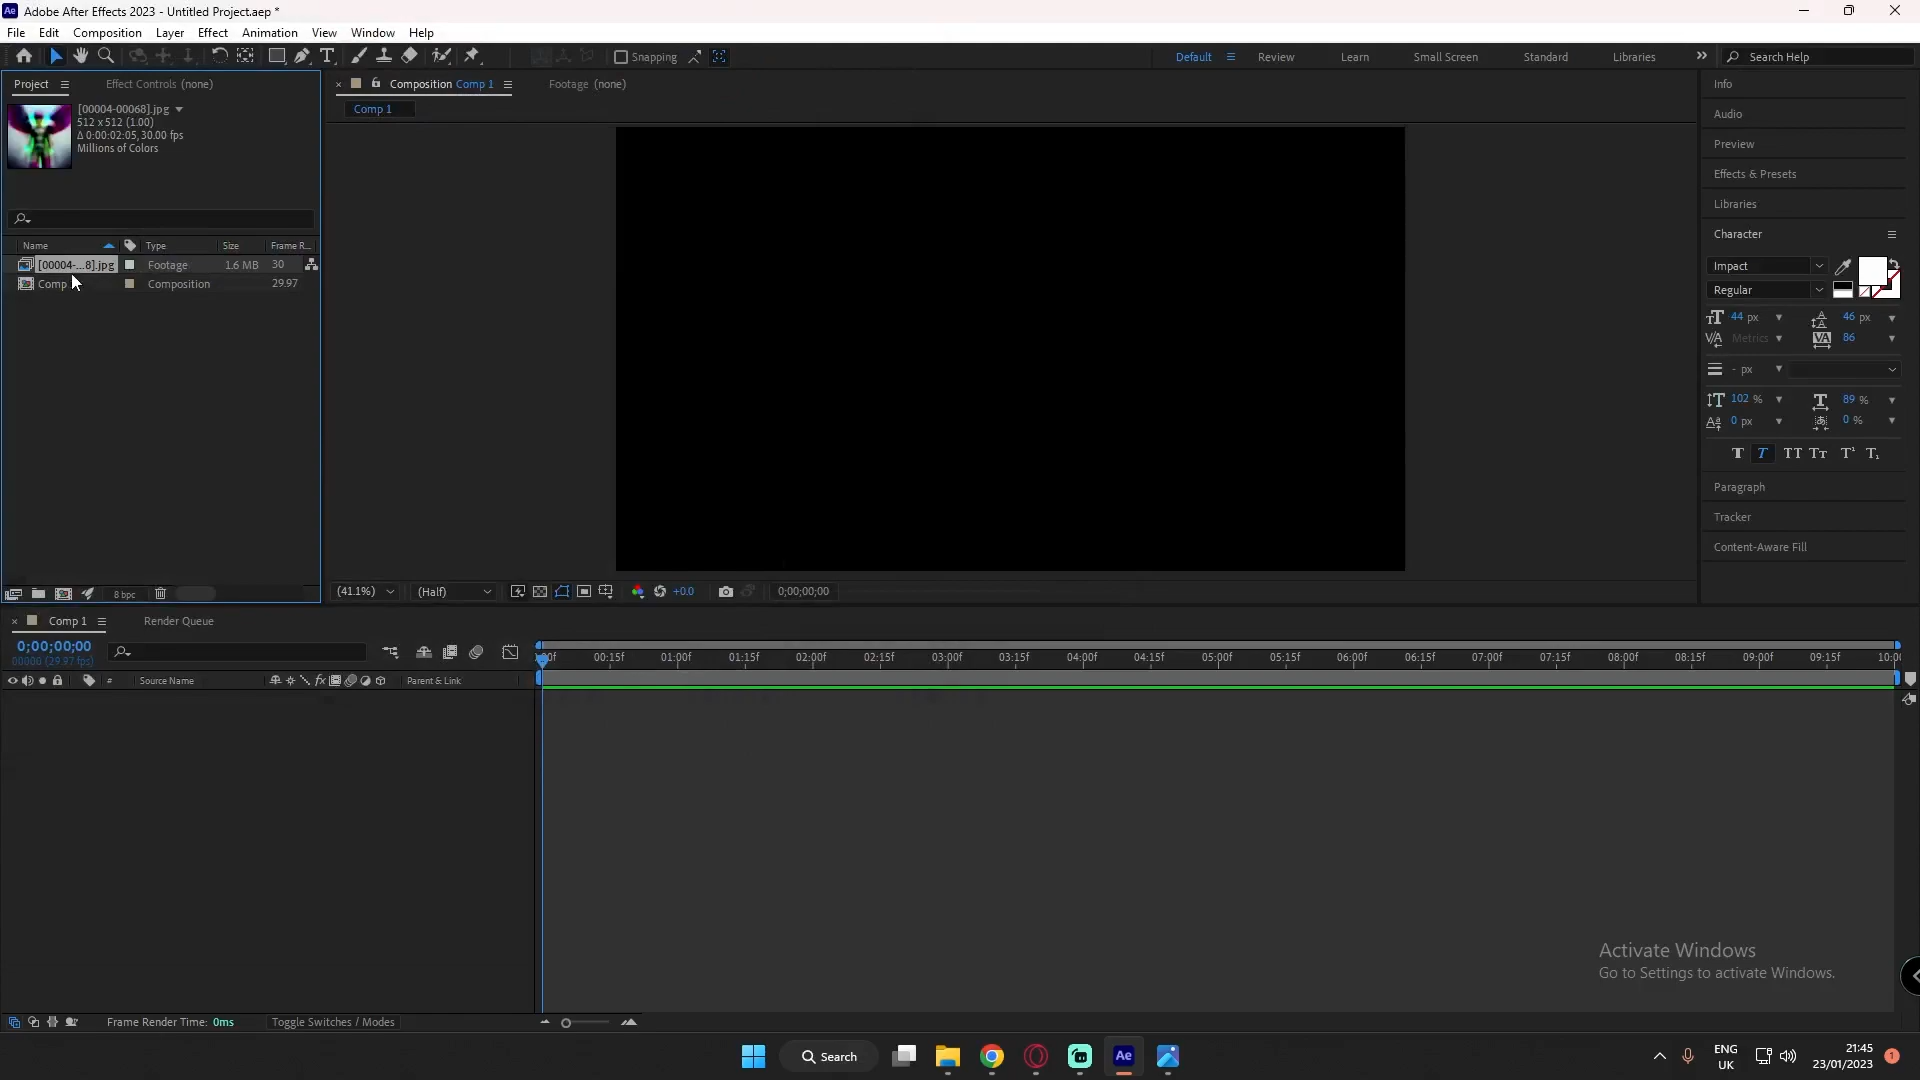 Ae Adobe After Effects 2023 - Untitled Project.aep *
File Edit Composition Layer Effect Animation View Window Help
Snapping Default Review Learn Small Screen Standard Libraries Search Help
Project Effect Controls (none)
[00004-00068].jpg
512 x 512 (1.00)
Δ 0:00:02:05, 30.00 fps
Millions of Colors
Name Type Size Frame R...
[00004-...8].jpg Footage 1.6 MB 30
Comp Composition 29.97
8 bpc
Composition Comp 1 Footage (none)
Comp 1
(41.1%) (Half) +0.0 0;00;00;00
Info
Audio
Preview
Effects & Presets
Libraries
Character
Impact
Regular
44 px 46 px
Metrics 86
- px
102 % 89 %
0 px 0 %
T T TT Tt T¹ T₁
Paragraph
Tracker
Content-Aware Fill
Comp 1 Render Queue
0;00;00;00
00000 (29.97 fps)
# Source Name fx Parent & Link
00f 00:15f 01:00f 01:15f 02:00f 02:15f 03:00f 03:15f 04:00f 04:15f 05:00f 05:15f 06:00f 06:15f 07:00f 07:15f 08:00f 08:15f 09:00f 09:15f 10:0
Activate Windows
Go to Settings to activate Windows.
Frame Render Time: 0ms Toggle Switches / Modes
Search Ae
ENG
UK
21:45
23/01/2023
1